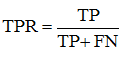 TPR = TP / TP+ FN